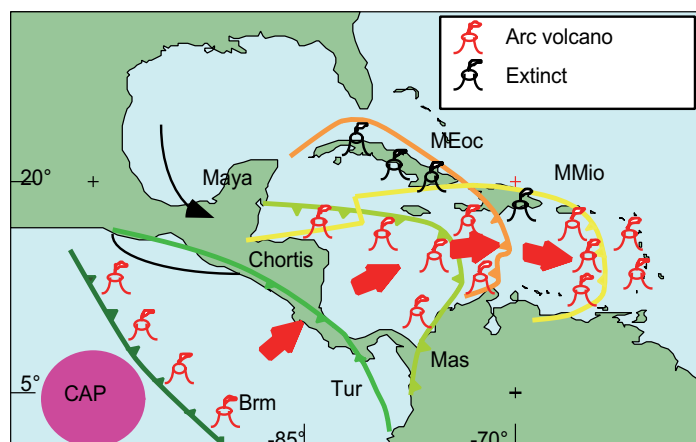 Arc volcano
Extinct
MEoc
20°
Maya
MMio
Chortis
CAP
Mas
5°
Brm
Tur
-85°
-70°